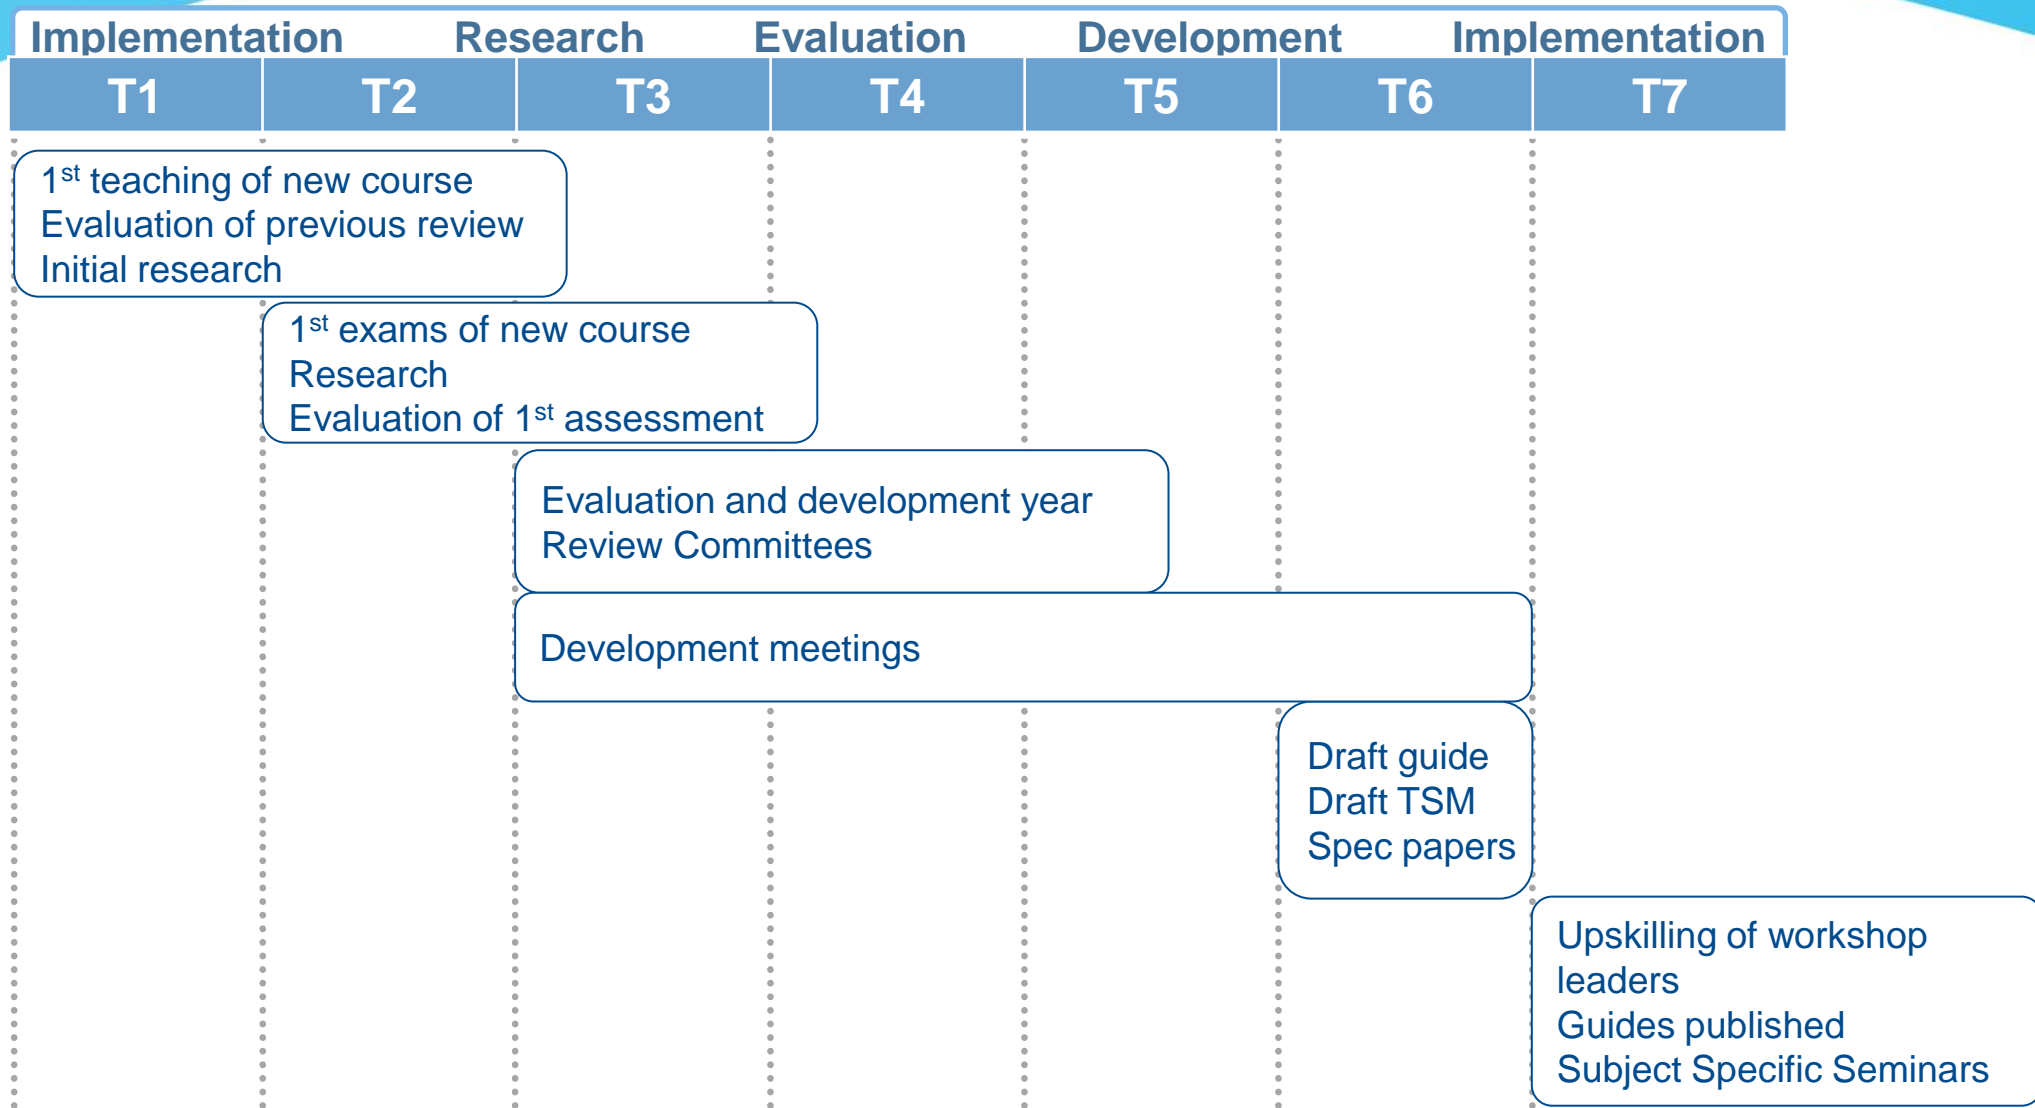 Implementation Research Evaluation Development Implementation
T1 T2 T3 T4 T5 T6 T7
1st teaching of new course
Evaluation of previous review
Initial research
1st exams of new course
Research
Evaluation of 1st assessment
Evaluation and development year
Review Committees
Development meetings
Draft guide
Draft TSM
Spec papers
Upskilling of workshop
leaders
Guides published
Subject Specific Seminars